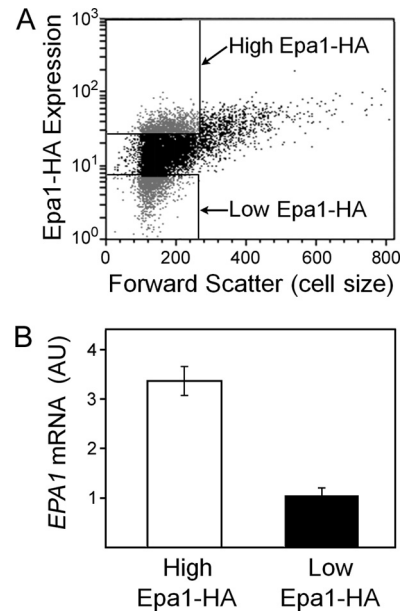 A
Epa1-HA Expression
10³
10²
10¹
10⁰
High Epa1-HA
Low Epa1-HA
0 200 400 600 800
Forward Scatter (cell size)
B
EPA1 mRNA (AU)
4
3
2
1
High Low
Epa1-HA Epa1-HA